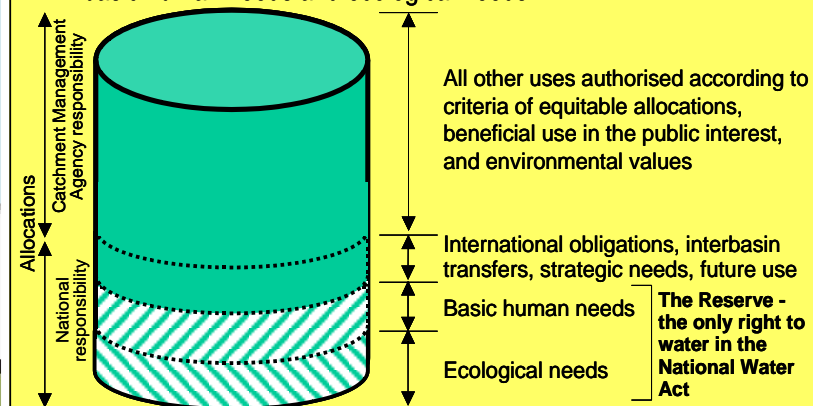 Allocations
Catchment Management
Agency responsibility
National
responsibility
All other uses authorised according to
criteria of equitable allocations,
beneficial use in the public interest,
and environmental values
International obligations, interbasin
transfers, strategic needs, future use
Basic human needs
Ecological needs
The Reserve -
the only right to
water in the
National Water
Act